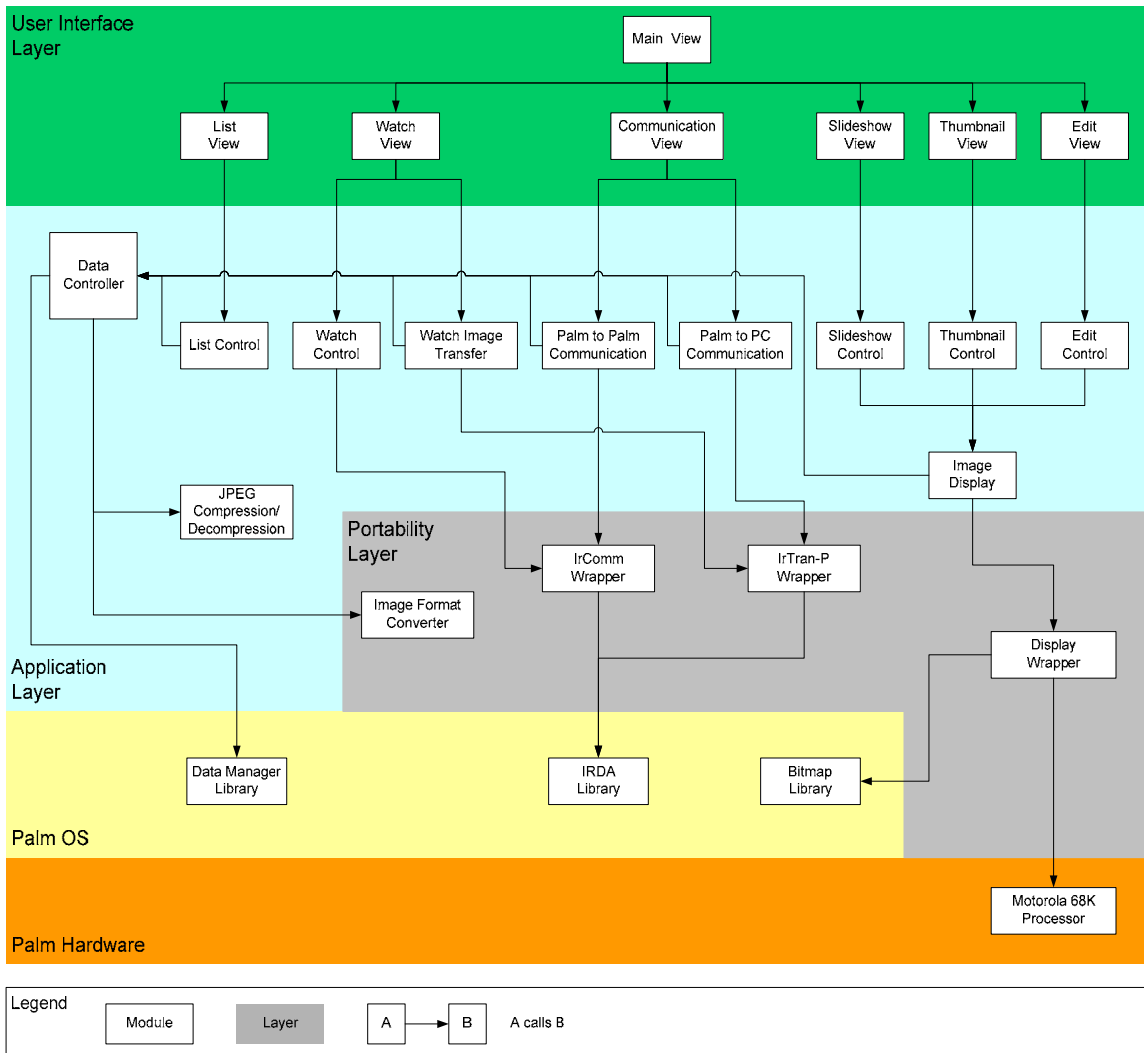 User Interface
Layer
Main View
List
View
Watch
View
Communication
View
Slideshow
View
Thumbnail
View
Edit
View
Data
Controller
List Control
Watch
Control
Watch Image
Transfer
Palm to Palm
Communication
Palm to PC
Communication
Slideshow
Control
Thumbnail
Control
Edit
Control
Image
Display
JPEG
Compression/
Decompression
Portability
Layer
IrComm
Wrapper
IrTran-P
Wrapper
Image Format
Converter
Display
Wrapper
Application
Layer
Data Manager
Library
IRDA
Library
Bitmap
Library
Palm OS
Motorola 68K
Processor
Palm Hardware
Legend
Module
Layer
A
B
A calls B